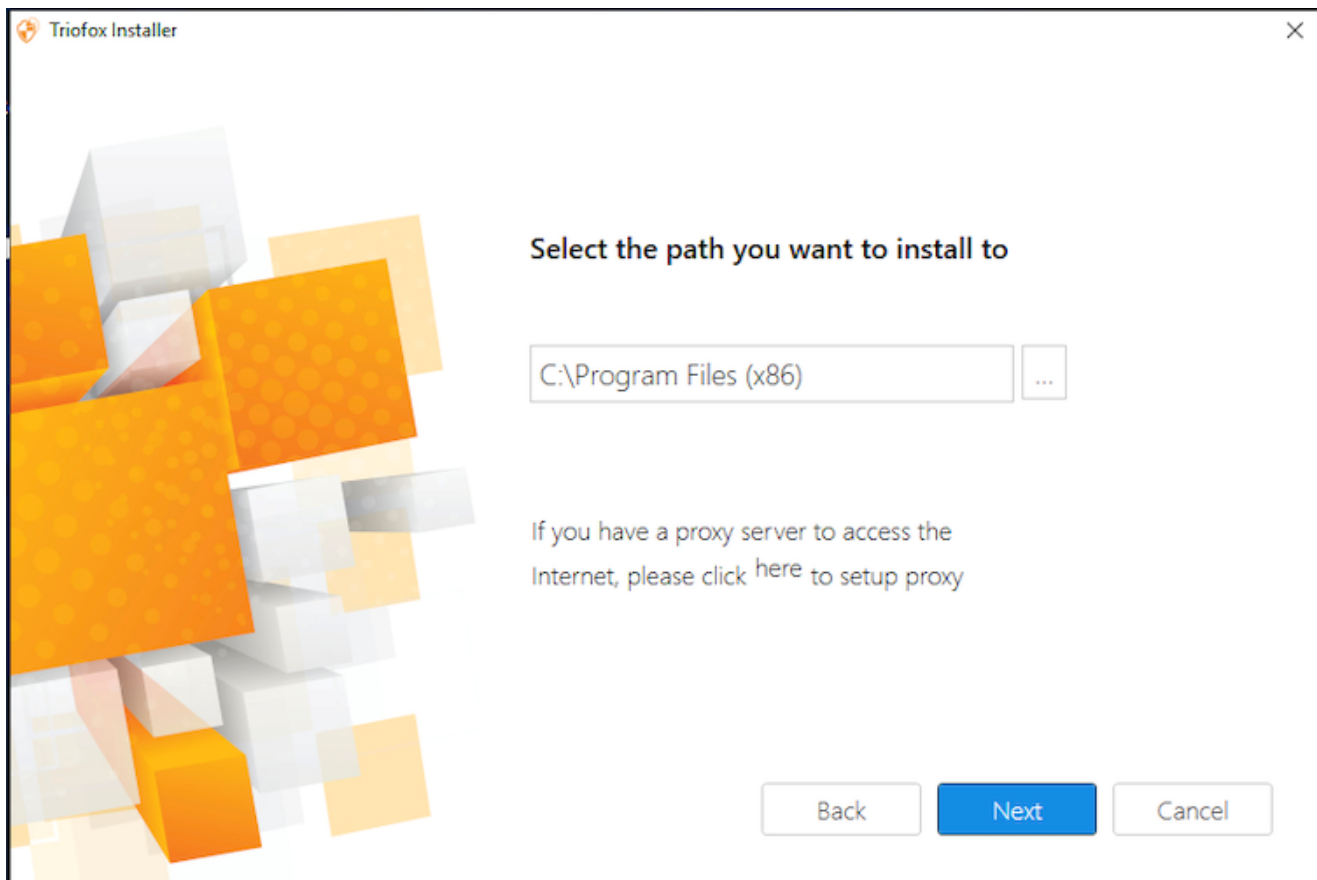 Triofox Installer
Select the path you want to install to
C:\Program Files (x86)
...
If you have a proxy server to access the
Internet, please click here to setup proxy
Back
Next
Cancel